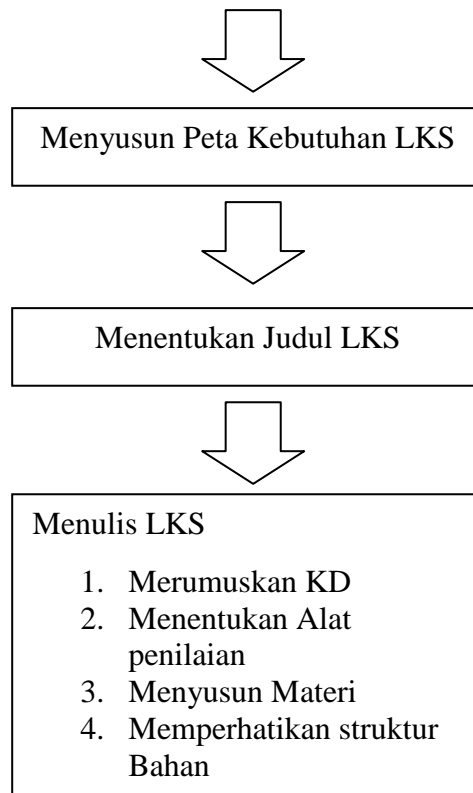 Menyusun Peta Kebutuhan LKS
Menentukan Judul LKS
Menulis LKS
1. Merumuskan KD
2. Menentukan Alat
penilaian
3. Menyusun Materi
4. Memperhatikan struktur
Bahan